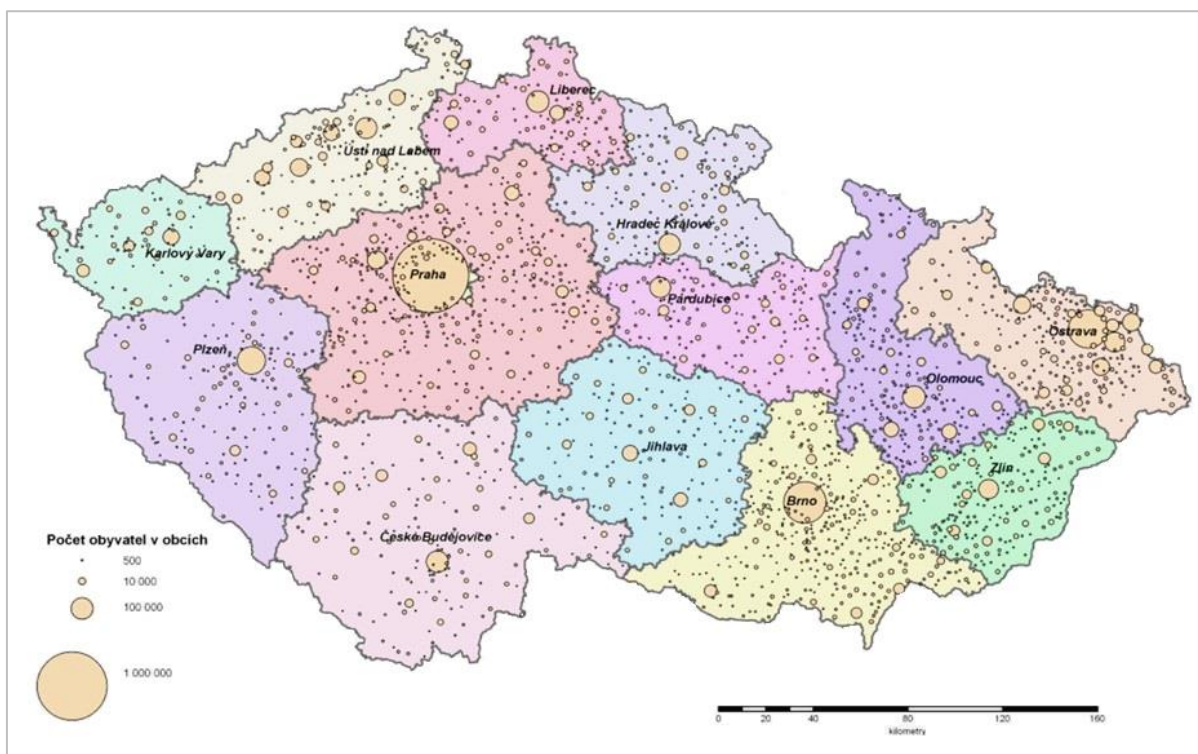 Liberec
Ústí nad Labem
Hradec Králové
Karlovy Vary
Praha
Pardubice
Ostrava
Plzeň
Olomouc
Jihlava
Zlín
Brno
České Budějovice
Počet obyvatel v obcích
500
10 000
100 000
1 000 000
0 20 40 80 120 160
kilometry